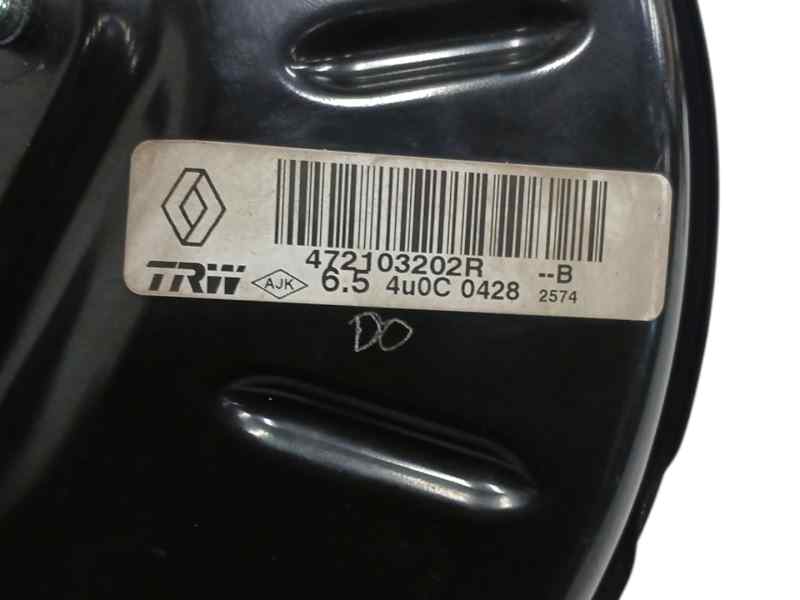 472103202R --B
TRW AJK 6.5 4u0C 0428 2574
DO